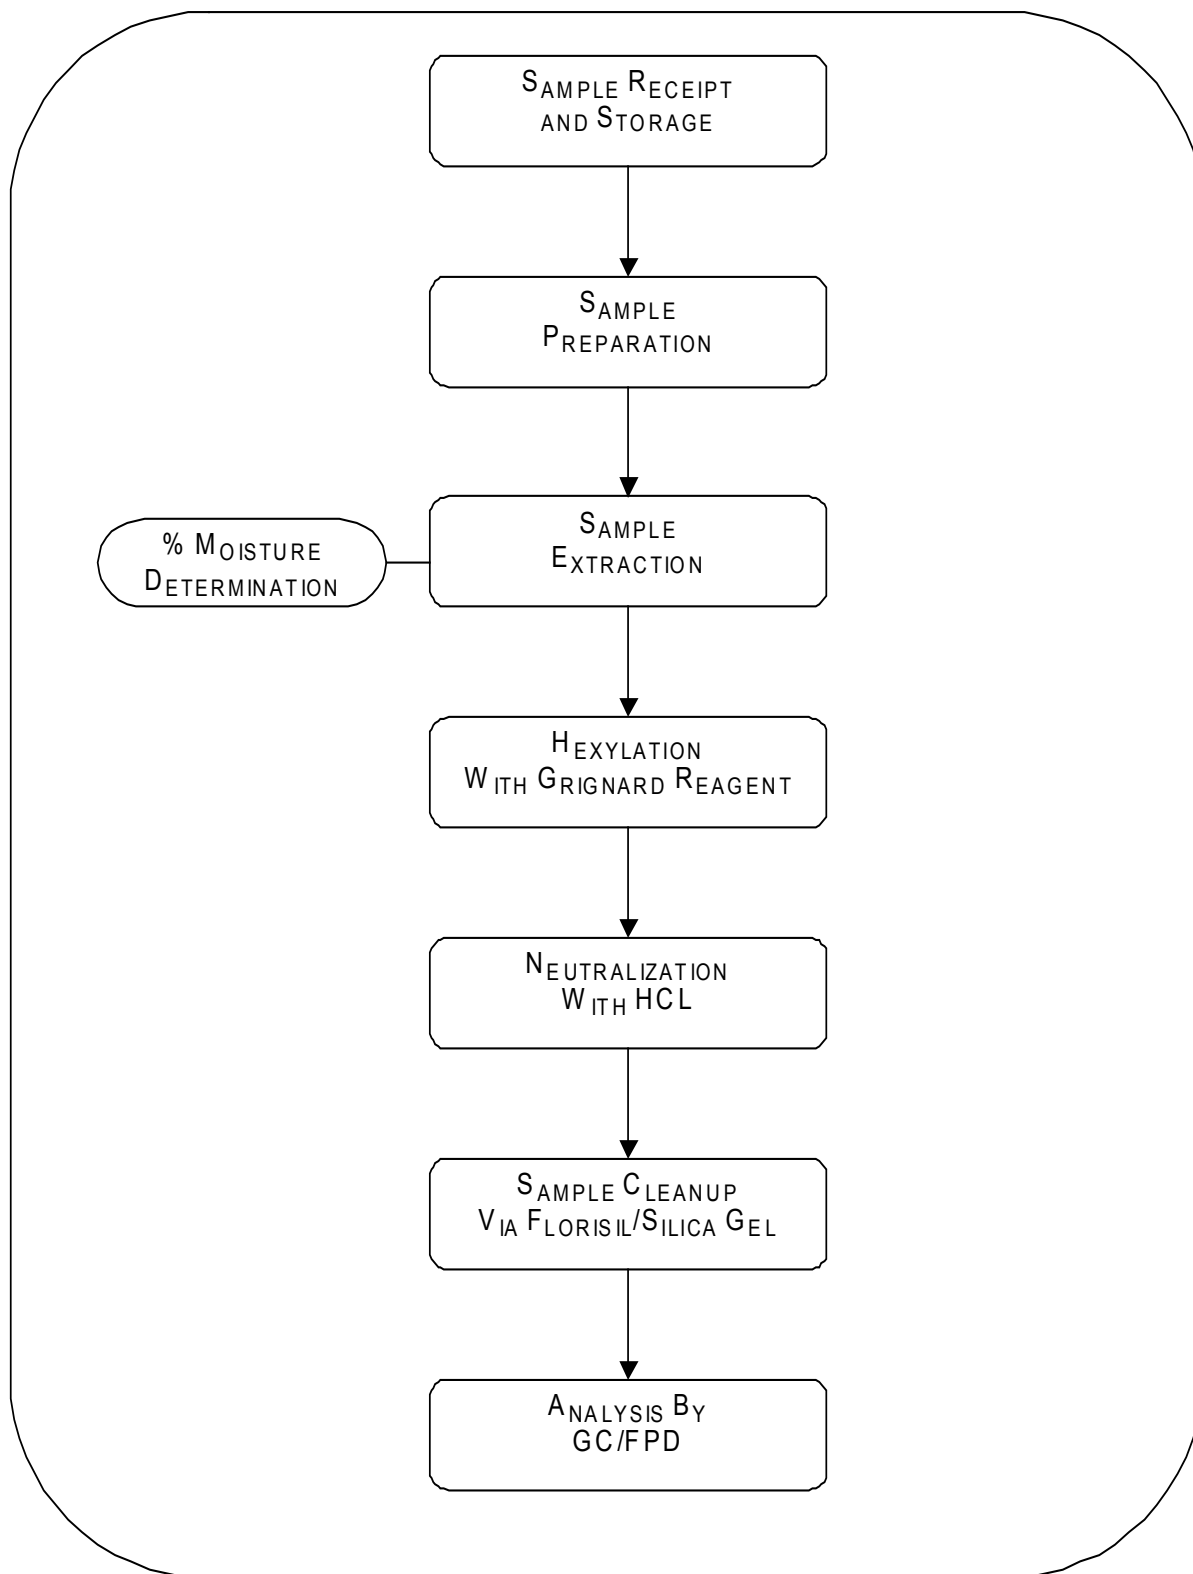 SAMPLE RECEIPT
AND STORAGE
SAMPLE
PREPARATION
% MOISTURE
DETERMINATION
SAMPLE
EXTRACTION
HEXYLATION
WITH GRIGNARD REAGENT
NEUTRALIZATION
WITH HCL
SAMPLE CLEANUP
VIA FLORISIL/SILICA GEL
ANALYSIS BY
GC/FPD